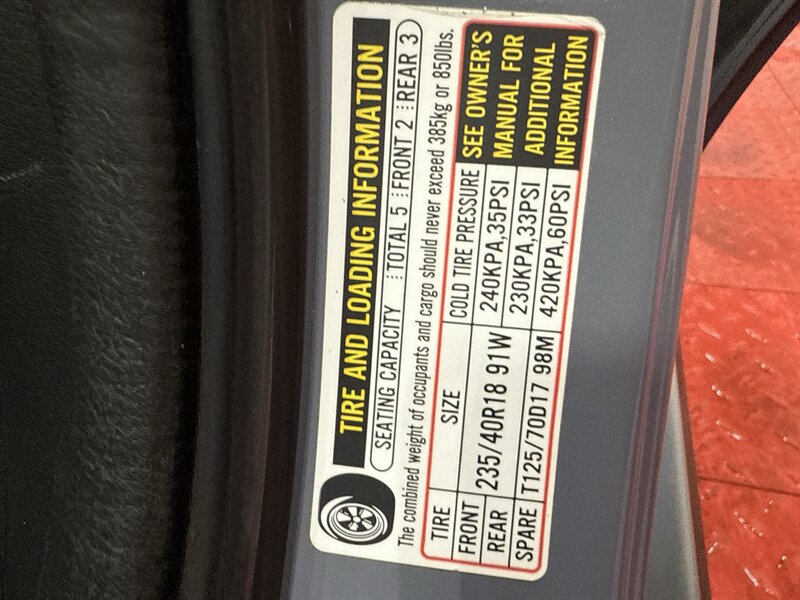 TIRE AND LOADING INFORMATION
SEATING CAPACITY TOTAL 5 FRONT 2 REAR 3
The combined weight of occupants and cargo should never exceed 385kg or 850lbs.
TIRE SIZE COLD TIRE PRESSURE
FRONT 235/40R18 91W 240KPA,35PSI
REAR 230KPA,33PSI
SPARE T125/70D17 98M 420KPA,60PSI
SEE OWNER'S
MANUAL FOR
ADDITIONAL
INFORMATION